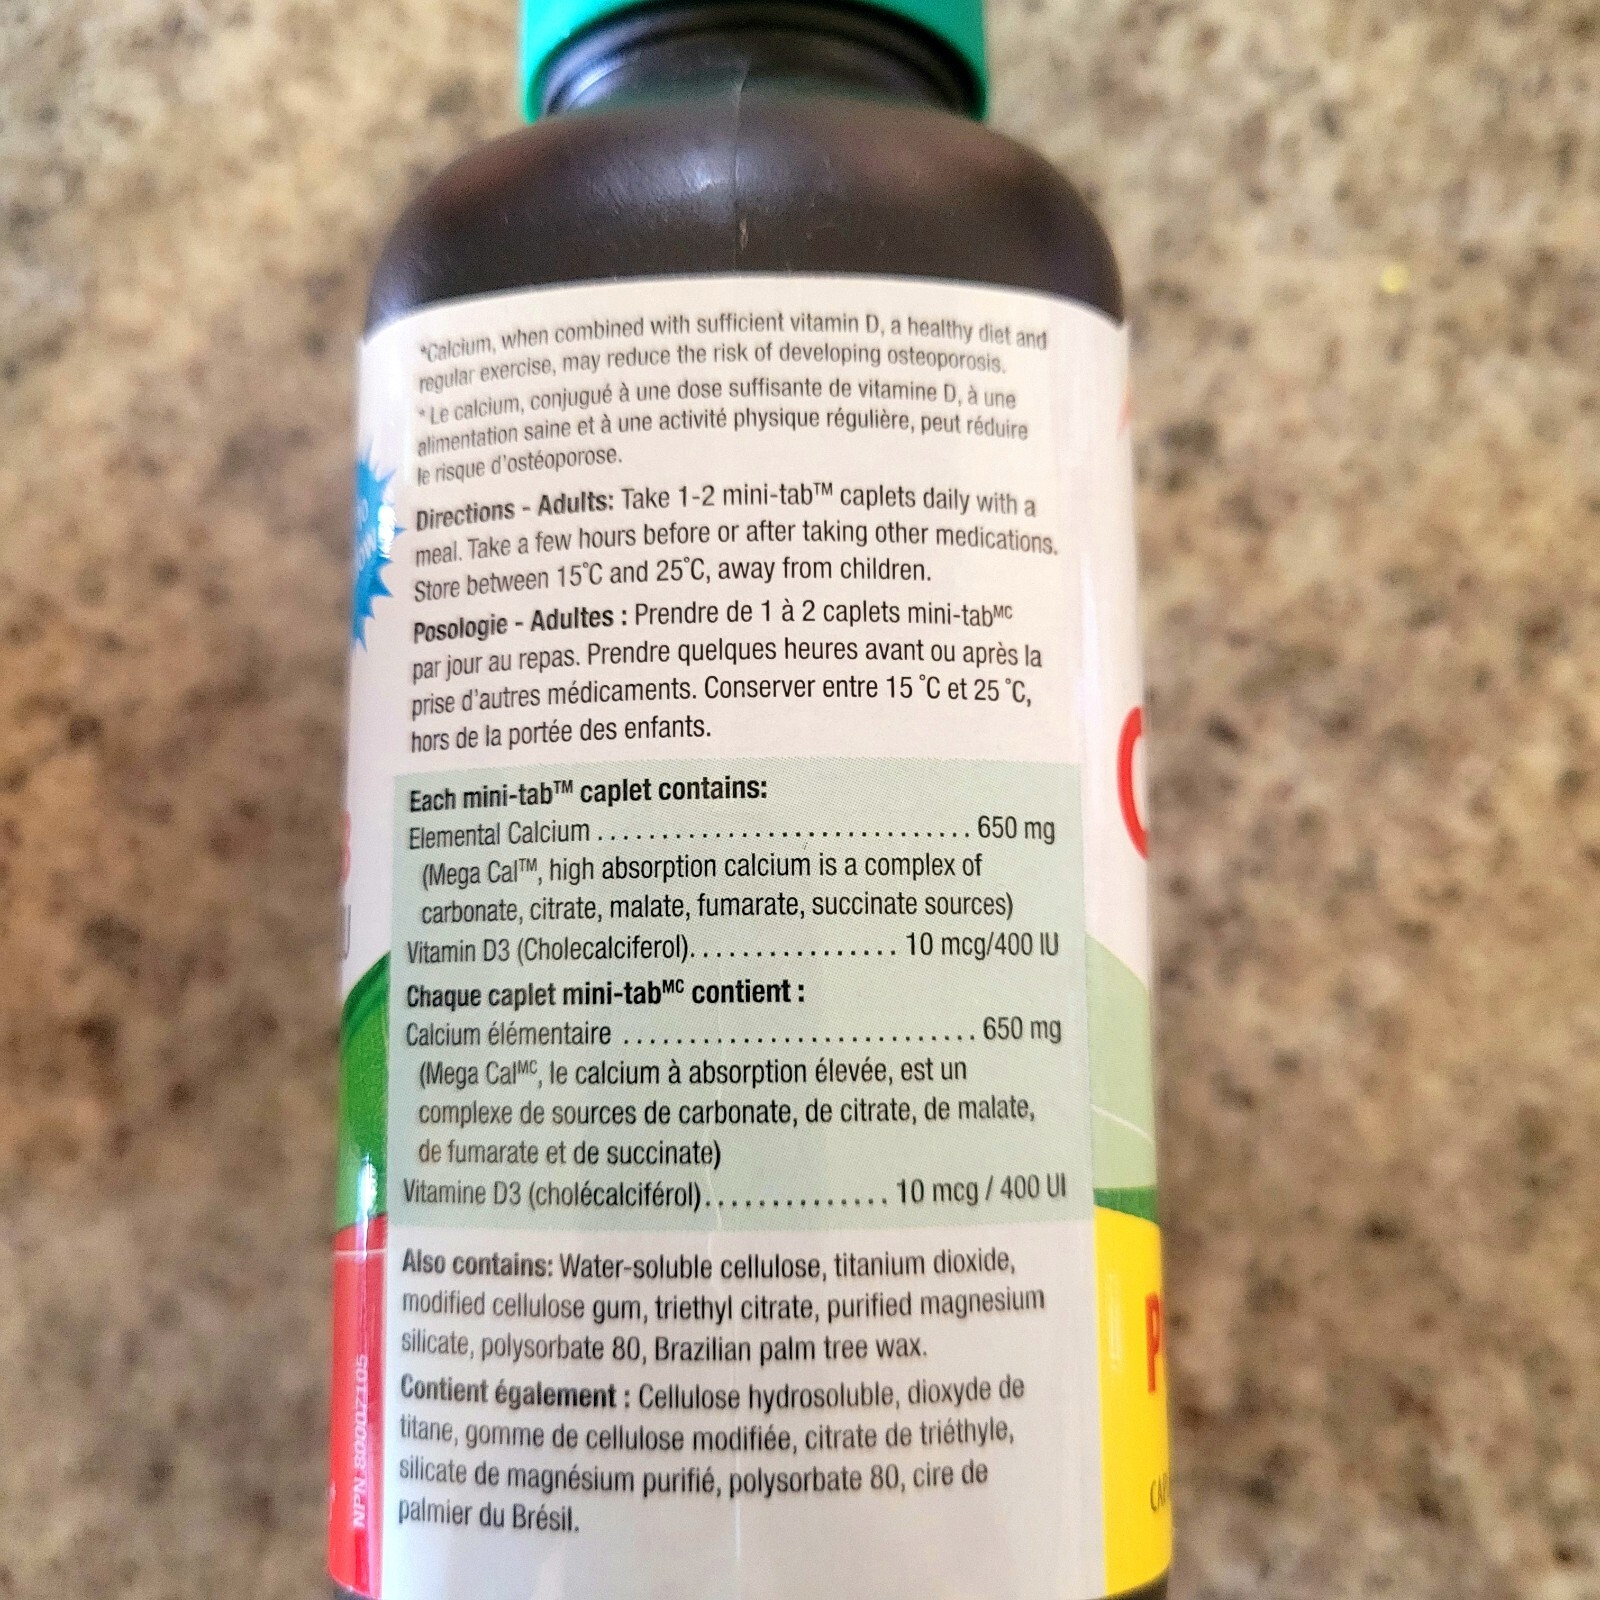 *Calcium, when combined with sufficient vitamin D, a healthy diet and
regular exercise, may reduce the risk of developing osteoporosis.
* Le calcium, conjugué à une dose suffisante de vitamine D, à une
alimentation saine et à une activité physique régulière, peut réduire
le risque d'ostéoporose.
Directions - Adults: Take 1-2 mini-tab™ caplets daily with a
meal. Take a few hours before or after taking other medications.
Store between 15°C and 25°C, away from children.
Posologie - Adultes : Prendre de 1 à 2 caplets mini-tabᴹᶜ
par jour au repas. Prendre quelques heures avant ou après la
prise d'autres médicaments. Conserver entre 15 °C et 25 °C,
hors de la portée des enfants.
Each mini-tab™ caplet contains:
Elemental Calcium ............................. 650 mg
(Mega Cal™, high absorption calcium is a complex of
carbonate, citrate, malate, fumarate, succinate sources)
Vitamin D3 (Cholecalciferol)................. 10 mcg/400 IU
Chaque caplet mini-tabᴹᶜ contient :
Calcium élémentaire ............................ 650 mg
(Mega Calᴹᶜ, le calcium à absorption élevée, est un
complexe de sources de carbonate, de citrate, de malate,
de fumarate et de succinate)
Vitamine D3 (cholécalciférol)............... 10 mcg / 400 UI
Also contains: Water-soluble cellulose, titanium dioxide,
modified cellulose gum, triethyl citrate, purified magnesium
silicate, polysorbate 80, Brazilian palm tree wax.
Contient également : Cellulose hydrosoluble, dioxyde de
titane, gomme de cellulose modifiée, citrate de triéthyle,
silicate de magnésium purifié, polysorbate 80, cire de
palmier du Brésil.
NPN 80007105